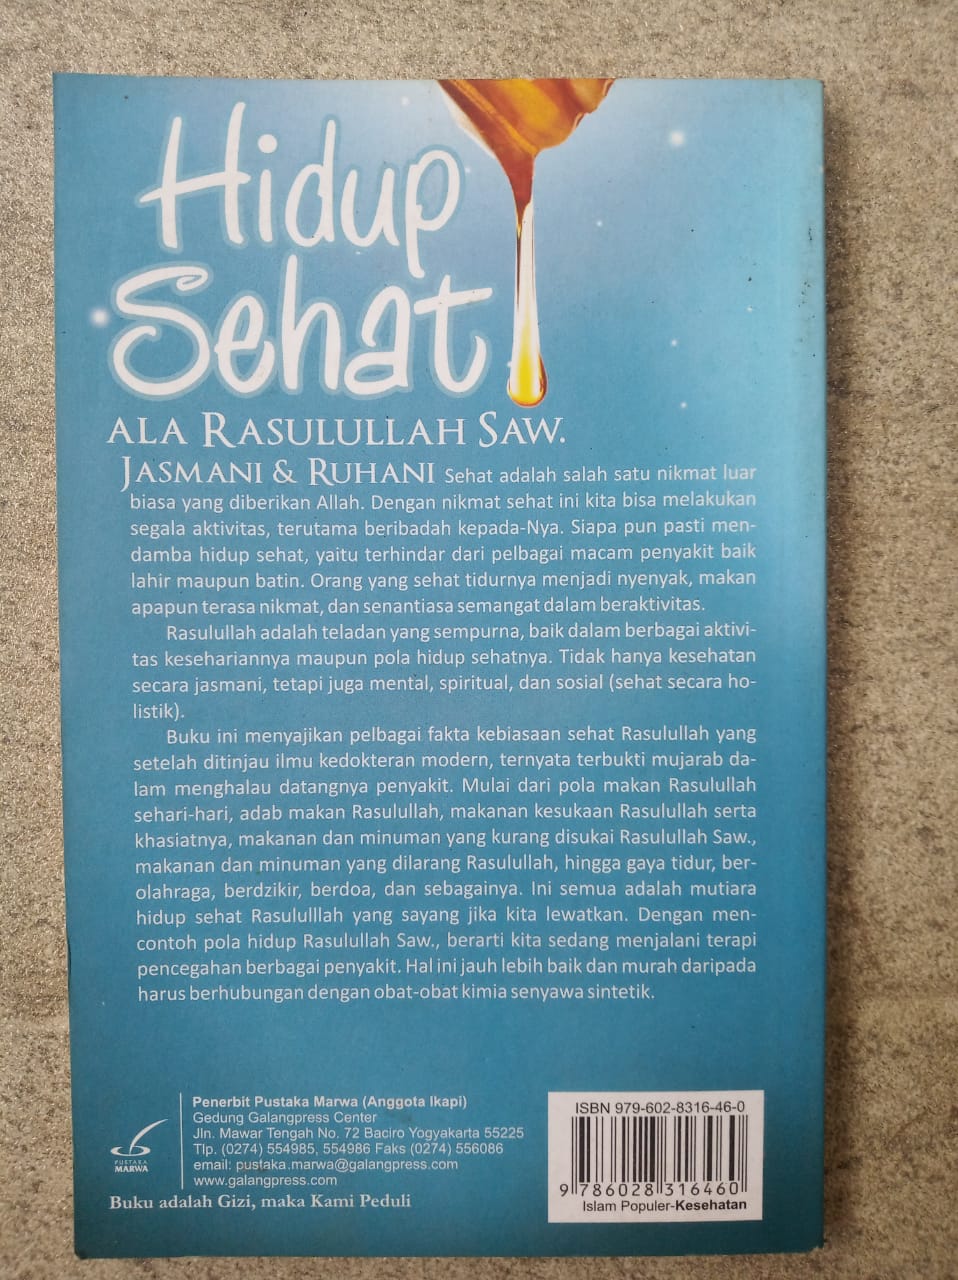 Hidup
Sehat
ALA RASULULLAH SAW.
JASMANI & RUHANI Sehat adalah salah satu nikmat luar
biasa yang diberikan Allah. Dengan nikmat sehat ini kita bisa melakukan
segala aktivitas, terutama beribadah kepada-Nya. Siapa pun pasti men-
damba hidup sehat, yaitu terhindar dari pelbagai macam penyakit baik
lahir maupun batin. Orang yang sehat tidurnya menjadi nyenyak, makan
apapun terasa nikmat, dan senantiasa semangat dalam beraktivitas.
Rasulullah adalah teladan yang sempurna, baik dalam berbagai aktivi-
tas kesehariannya maupun pola hidup sehatnya. Tidak hanya kesehatan
secara jasmani, tetapi juga mental, spiritual, dan sosial (sehat secara ho-
listik).
Buku ini menyajikan pelbagai fakta kebiasaan sehat Rasulullah yang
setelah ditinjau ilmu kedokteran modern, ternyata terbukti mujarab da-
lam menghalau datangnya penyakit. Mulai dari pola makan Rasulullah
sehari-hari, adab makan Rasulullah, makanan kesukaan Rasulullah serta
khasiatnya, makanan dan minuman yang kurang disukai Rasulullah Saw.,
makanan dan minuman yang dilarang Rasulullah, hingga gaya tidur, ber-
olahraga, berdzikir, berdoa, dan sebagainya. Ini semua adalah mutiara
hidup sehat Rasululllah yang sayang jika kita lewatkan. Dengan men-
contoh pola hidup Rasulullah Saw., berarti kita sedang menjalani terapi
pencegahan berbagai penyakit. Hal ini jauh lebih baik dan murah daripada
harus berhubungan dengan obat-obat kimia senyawa sintetik.
PUSTAKA
MARWA
Penerbit Pustaka Marwa (Anggota Ikapi)
Gedung Galangpress Center
Jln. Mawar Tengah No. 72 Baciro Yogyakarta 55225
Tlp. (0274) 554985, 554986 Faks (0274) 556086
email: pustaka.marwa@galangpress.com
www.galangpress.com
Buku adalah Gizi, maka Kami Peduli
ISBN 979-602-8316-46-0
9 786028 316460
Islam Populer-Kesehatan